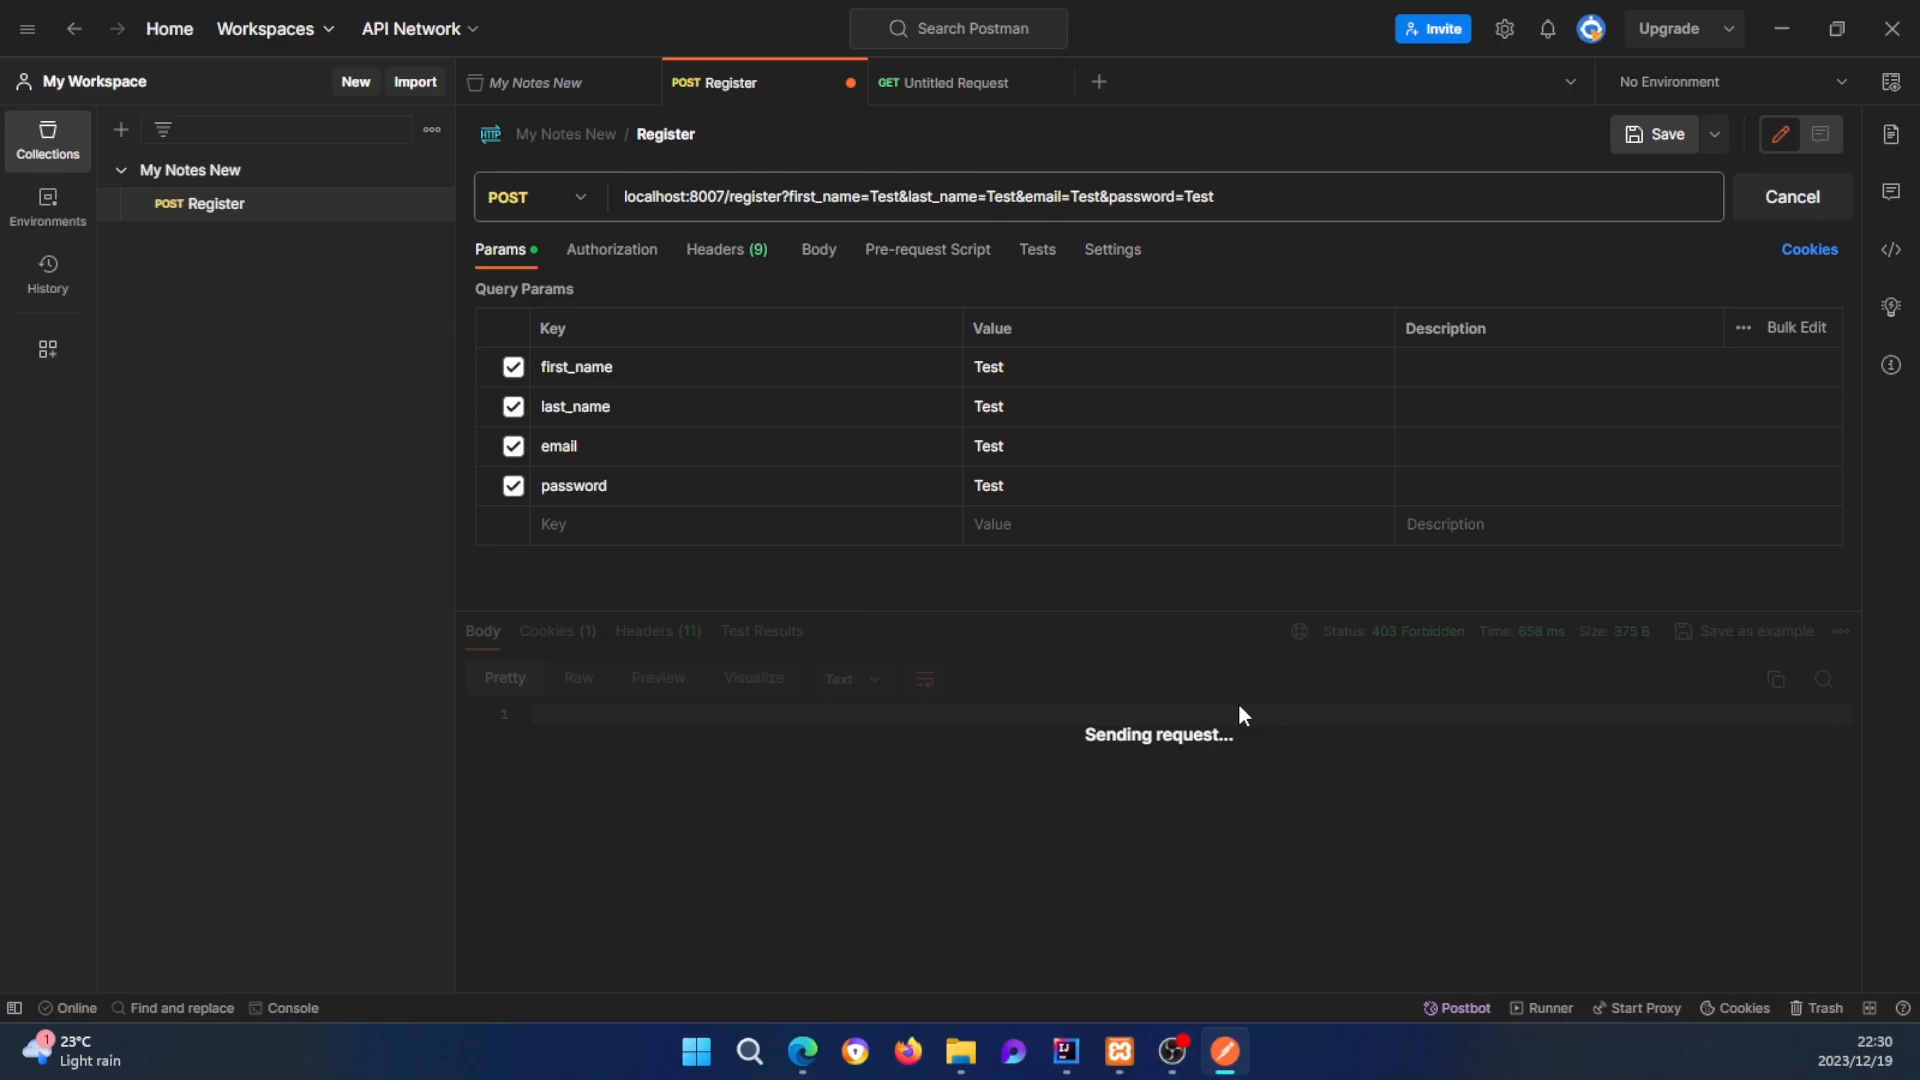 Home Workspaces API Network Search Postman Invite Upgrade
My Workspace New Import My Notes New POST Register GET Untitled Request No Environment
Collections
Environments
History
My Notes New
POST Register
My Notes New / Register Save
POST localhost:8007/register?first_name=Test&last_name=Test&email=Test&password=Test Cancel
Params Authorization Headers (9) Body Pre-request Script Tests Settings Cookies
Query Params
Key Value Description Bulk Edit
first_name Test
last_name Test
email Test
password Test
Key Value Description
Body Cookies (1) Headers (11) Test Results Status: 403 Forbidden Time: 658 ms Size: 375 B Save as example
Pretty Raw Preview Visualize Text
1
Sending request...
Online Find and replace Console Postbot Runner Start Proxy Cookies Trash
1 23°C
Light rain
22:30
2023/12/19